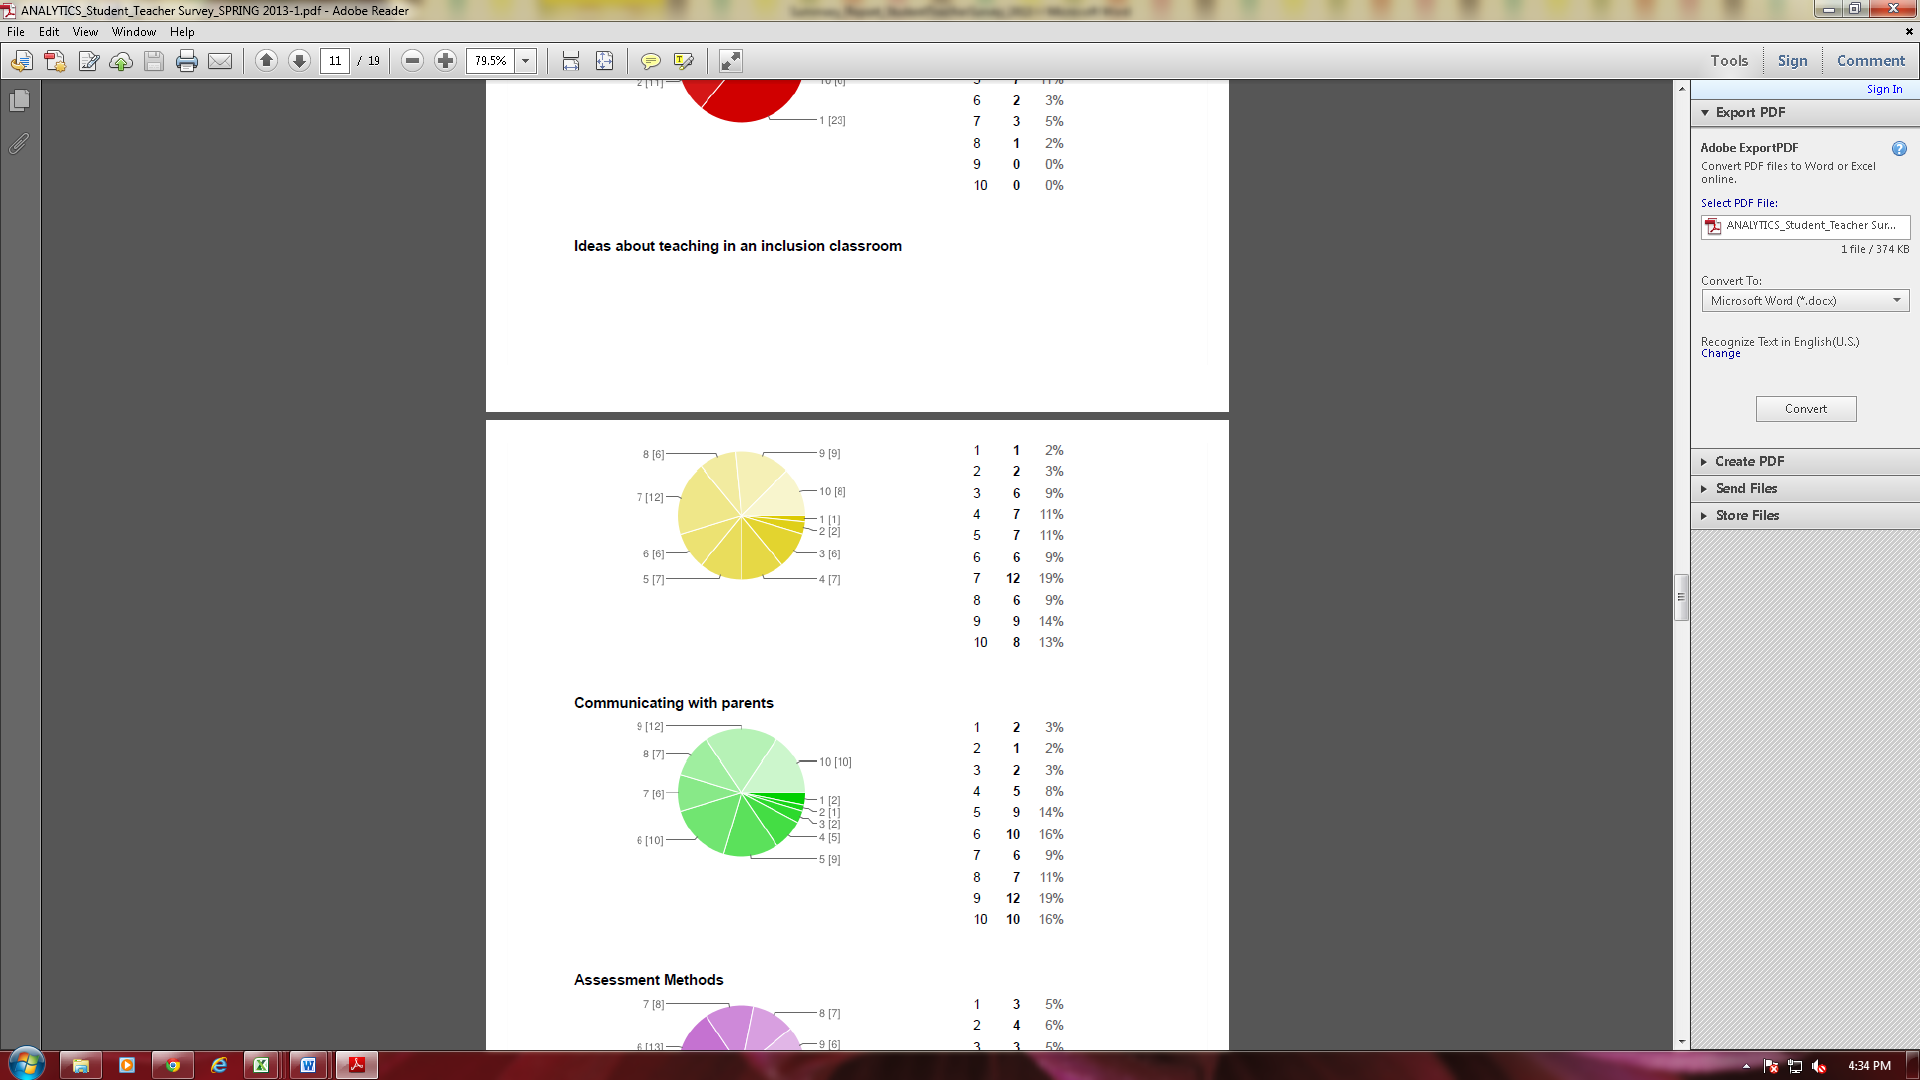 ANALYTICS_Student_Teacher Survey_SPRING 2013-1.pdf - Adobe Reader
File Edit View Window Help
11 / 19 79.5% Tools Sign Comment
Sign In
Export PDF
Adobe ExportPDF
Convert PDF files to Word or Excel
online.
Select PDF File:
ANALYTICS_Student_Teacher Sur...
1 file / 374 KB
Convert To:
Microsoft Word (*.docx)
Recognize Text in English(U.S.)
Change
Convert
Create PDF
Send Files
Store Files
2 [11]
1 [23]
6 2 3%
7 3 5%
8 1 2%
9 0 0%
10 0 0%
Ideas about teaching in an inclusion classroom
8 [6]
9 [9]
7 [12]
10 [8]
1 [1]
2 [2]
6 [6]
3 [6]
5 [7]
4 [7]
1 1 2%
2 2 3%
3 6 9%
4 7 11%
5 7 11%
6 6 9%
7 12 19%
8 6 9%
9 9 14%
10 8 13%
Communicating with parents
9 [12]
8 [7]
10 [10]
7 [6]
1 [2]
2 [1]
3 [2]
4 [5]
6 [10]
5 [9]
1 2 3%
2 1 2%
3 2 3%
4 5 8%
5 9 14%
6 10 16%
7 6 9%
8 7 11%
9 12 19%
10 10 16%
Assessment Methods
7 [8]
8 [7]
9 [6]
6 [13]
1 3 5%
2 4 6%
3 3 5%
4:34 PM